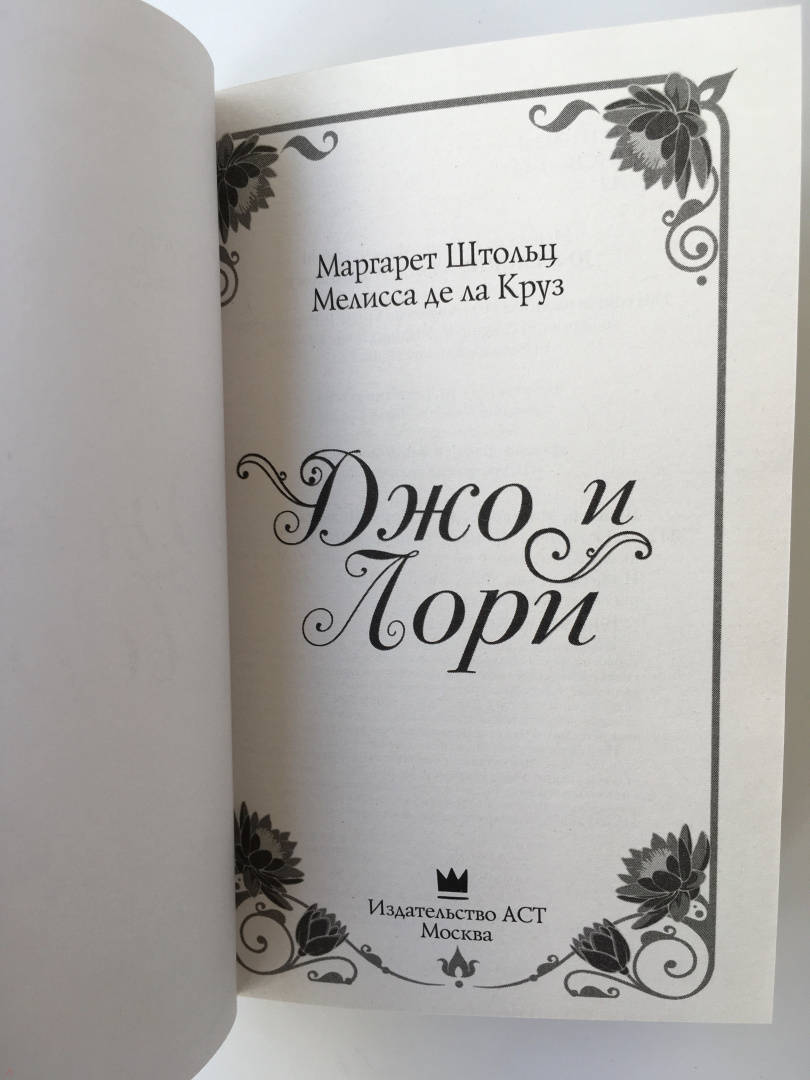 Маргарет Штольц
Мелисса де ла Круз
Джо и
Лори
Издательство АСТ
Москва